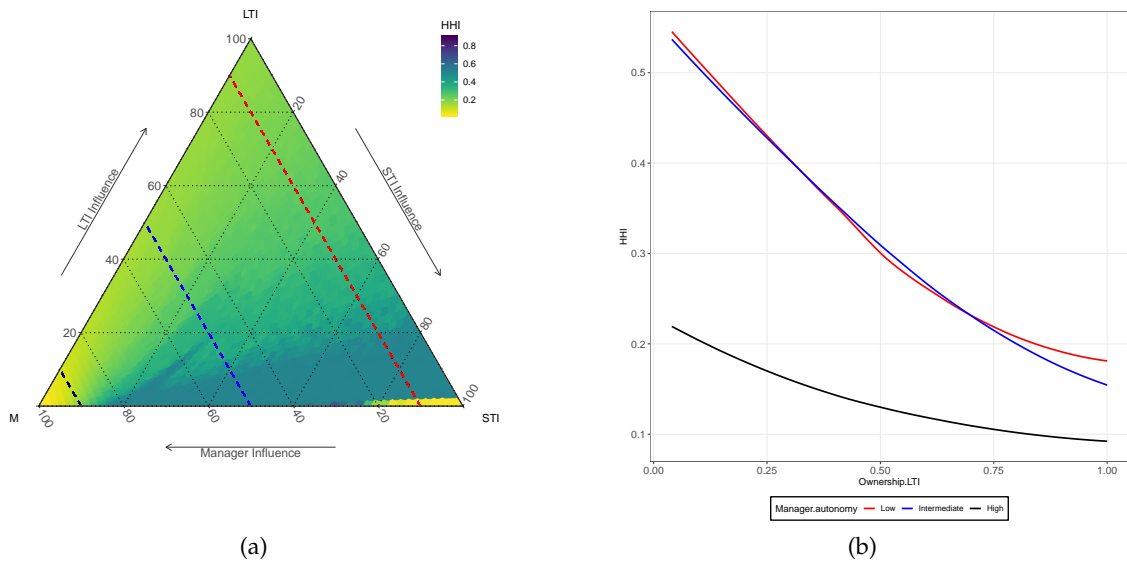 LTI
HHI
0.8
0.6
0.4
0.2
100
80
60
40
20
20
40
60
80
100
100
80
60
40
20
M
STI
LTI Influence
STI Influence
Manager Influence
(a)
0.5
0.4
0.3
0.2
0.1
HHI
0.00
0.25
0.50
0.75
1.00
Ownership.LTI
Manager.autonomy Low Intermediate High
(b)